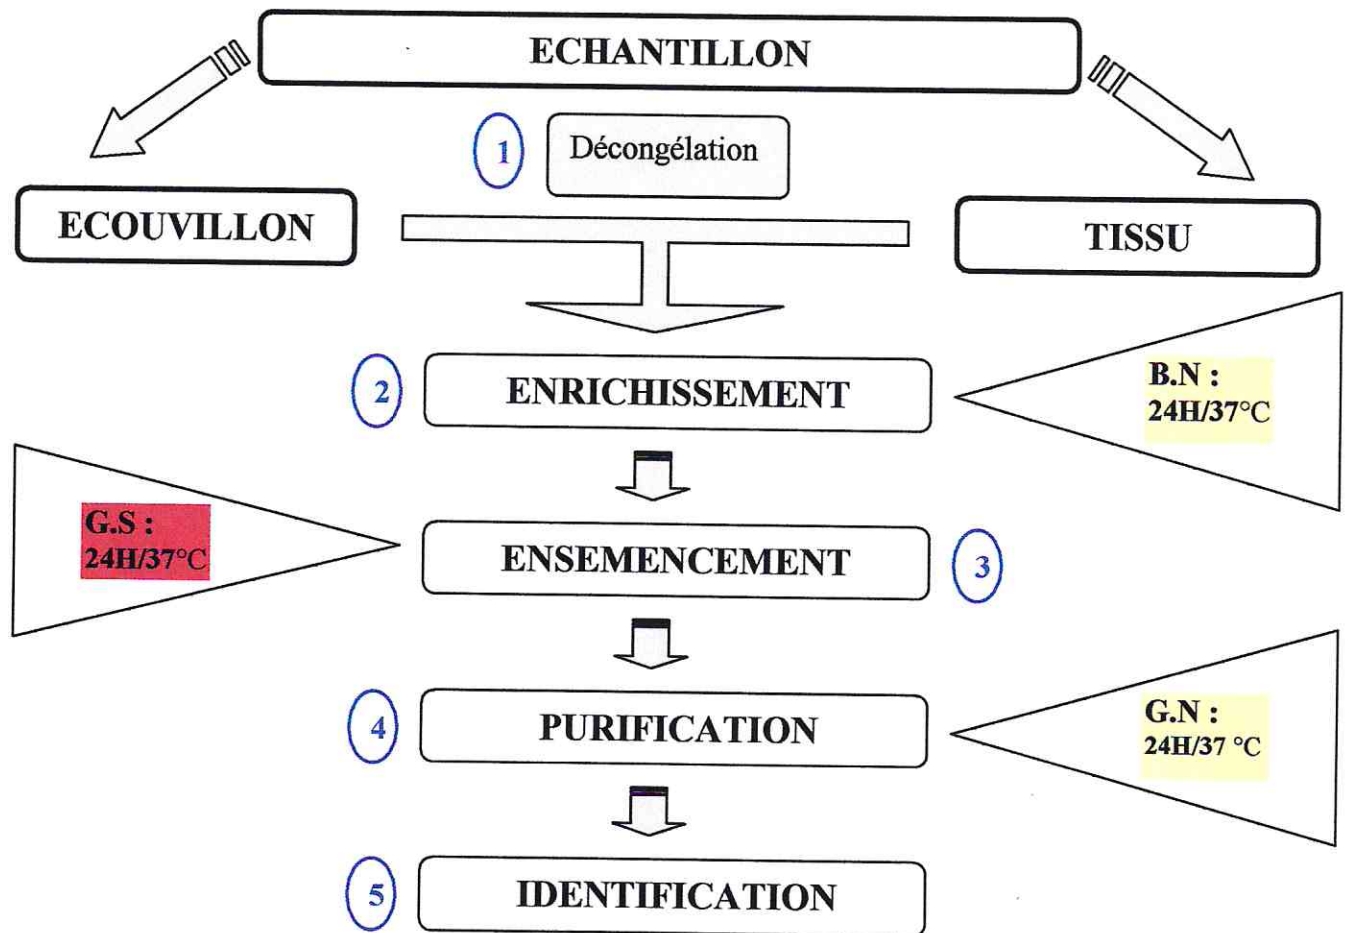 ECHANTILLON
1
Décongélation
ECOUVILLON
TISSU
2
ENRICHISSEMENT
B.N :
24H/37°C
G.S :
24H/37°C
ENSEMENCEMENT
3
4
PURIFICATION
G.N :
24H/37 °C
5
IDENTIFICATION